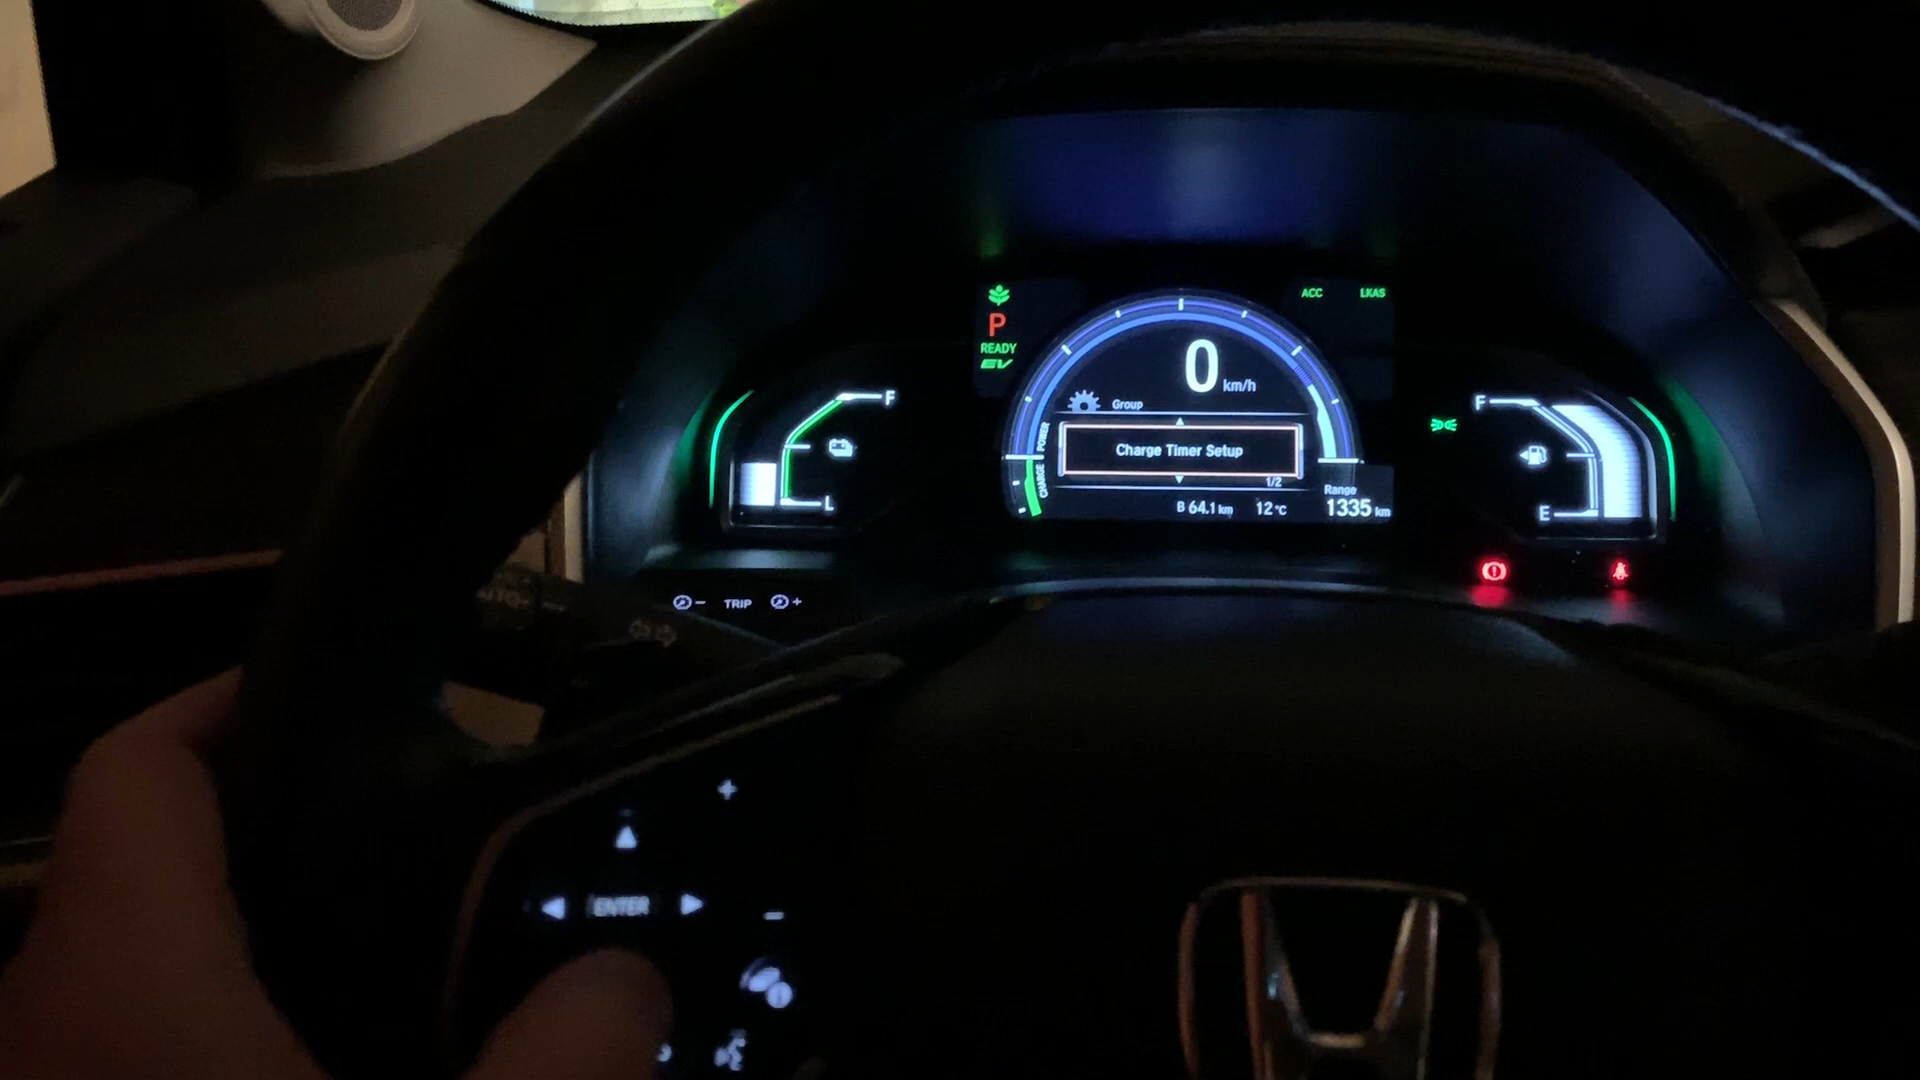 ACC LKAS
P
READY
EV
0 km/h
Group
F
F
POWER
CHARGE
Charge Timer Setup
1/2
Range
B 64.1 km 12 °C 1335 km
L
E
TRIP
ENTER